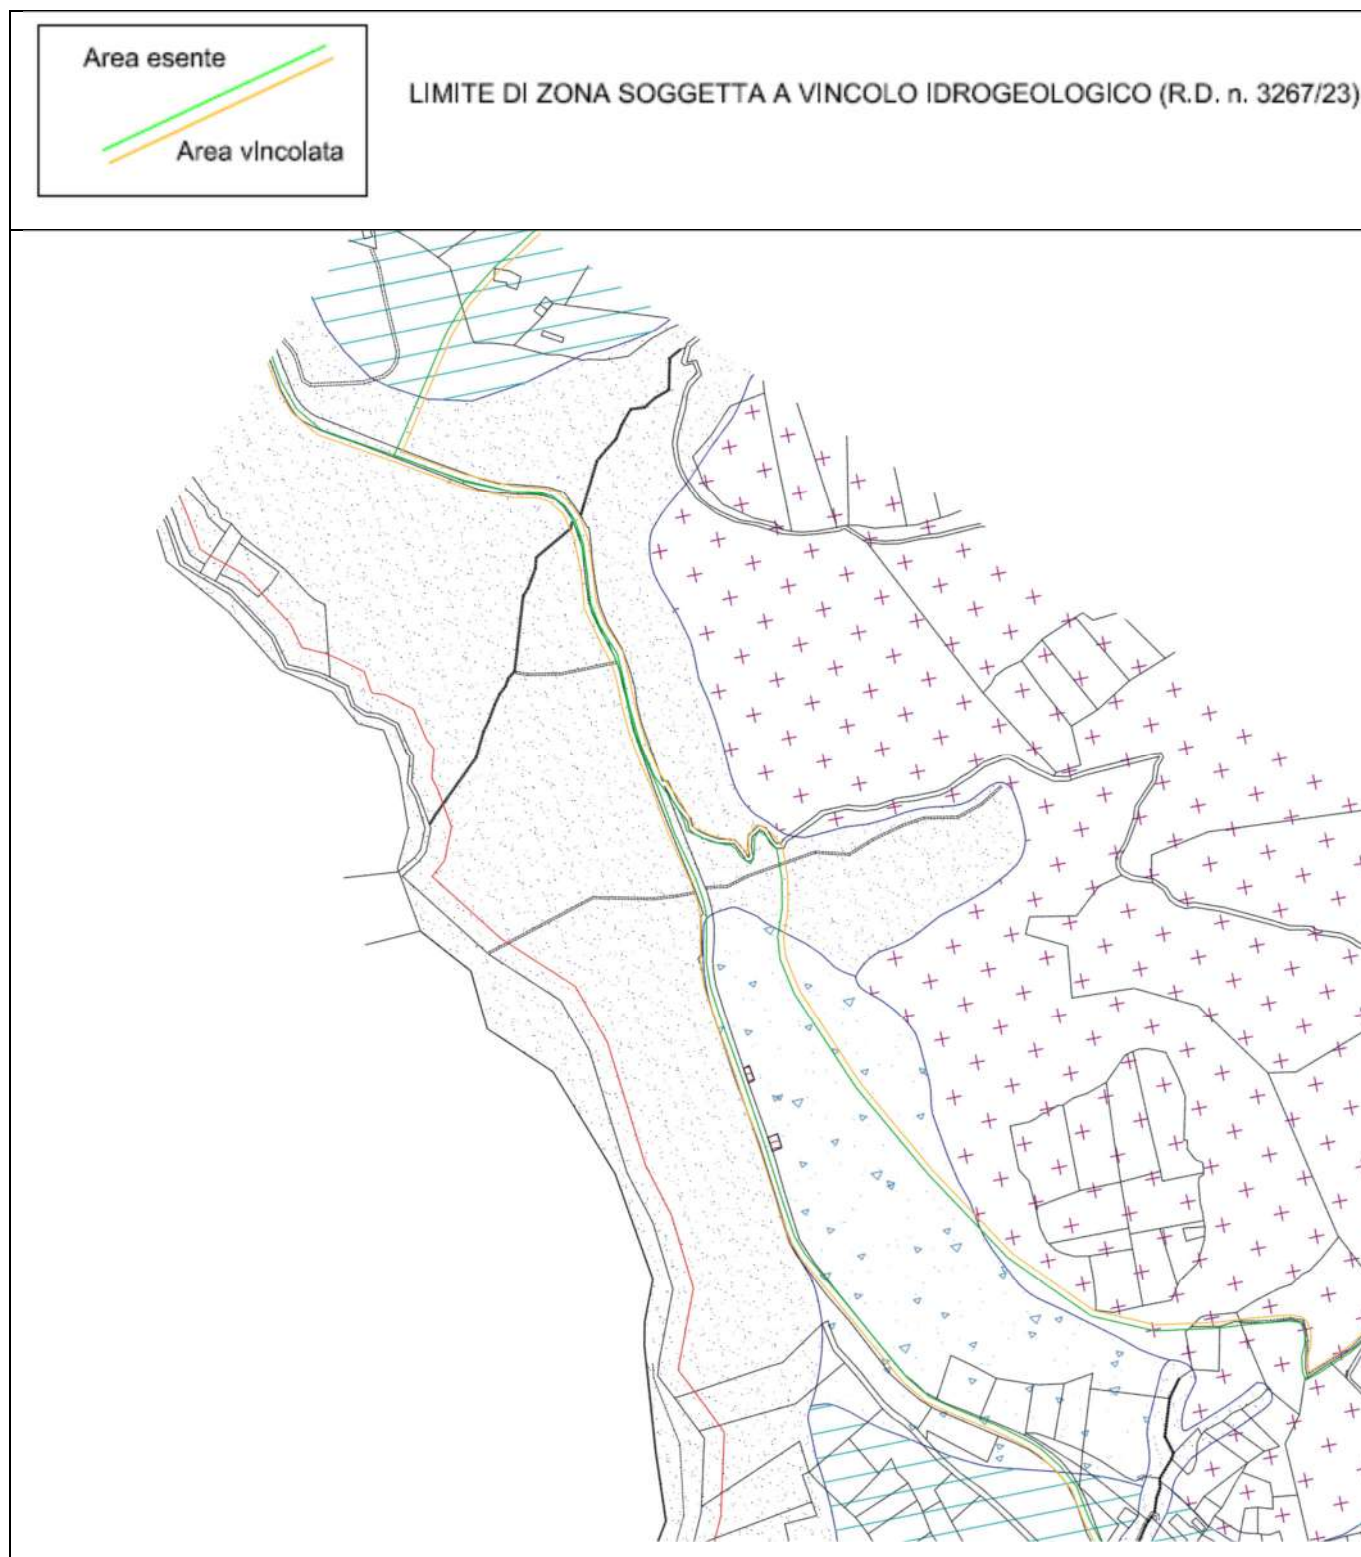 Area esente
LIMITE DI ZONA SOGGETTA A VINCOLO IDROGEOLOGICO (R.D. n. 3267/23)
Area vIncolata